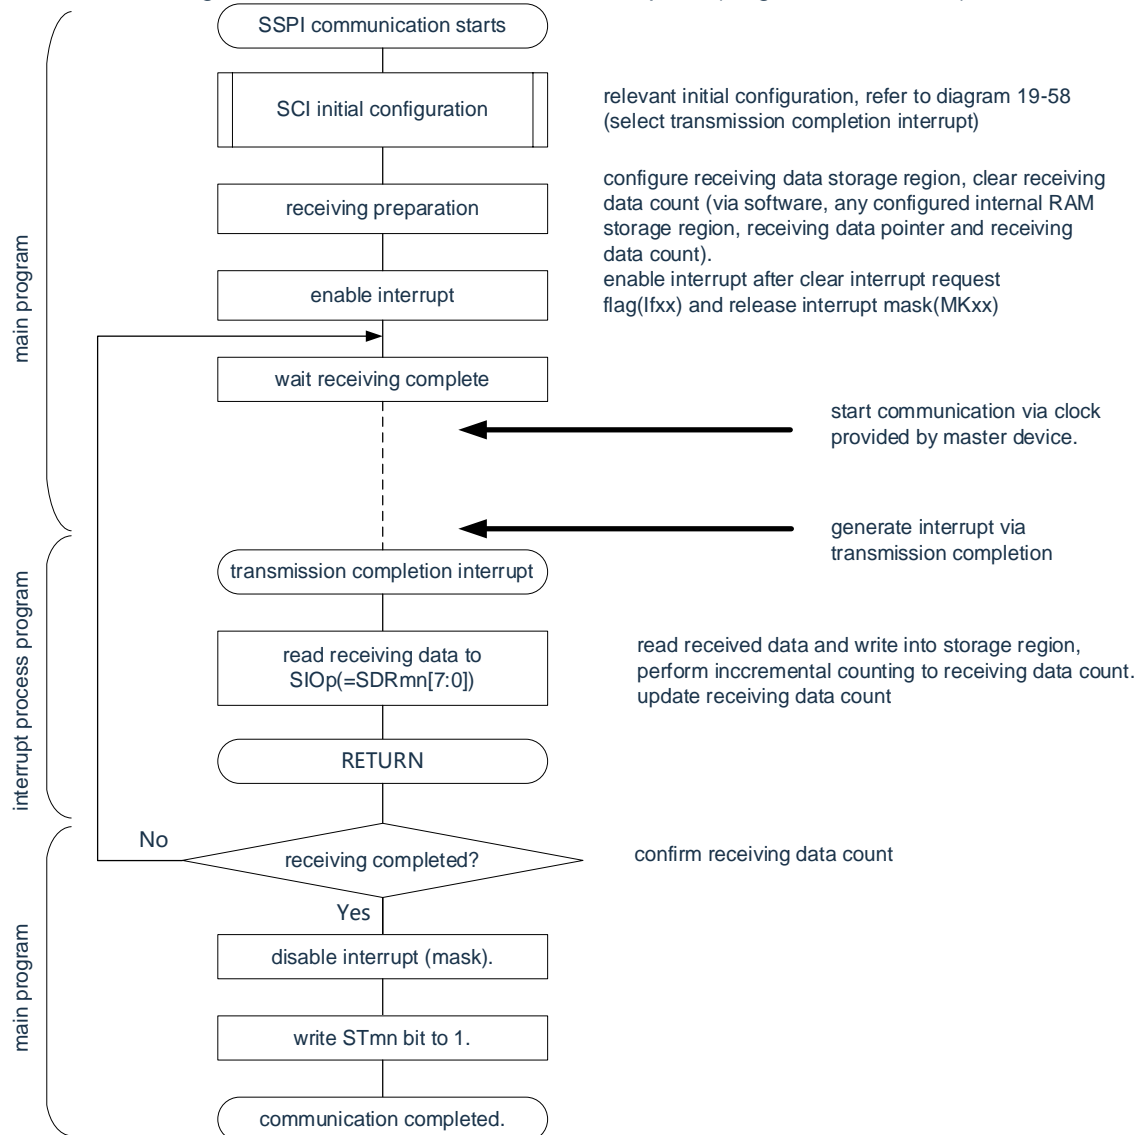 SSPI communication starts
SCI initial configuration
relevant initial configuration, refer to diagram 19-58
(select transmission completion interrupt)
receiving preparation
configure receiving data storage region, clear receiving
data count (via software, any configured internal RAM
storage region, receiving data pointer and receiving
data count).
enable interrupt
enable interrupt after clear interrupt request
flag(Ifxx) and release interrupt mask(MKxx)
main program
wait receiving complete
start communication via clock
provided by master device.
generate interrupt via
transmission completion
transmission completion interrupt
interrupt process program
read receiving data to
SIOp(=SDRmn[7:0])
read received data and write into storage region,
perform inccremental counting to receiving data count.
update receiving data count
RETURN
No
receiving completed?
confirm receiving data count
Yes
main program
disable interrupt (mask).
write STmn bit to 1.
communication completed.